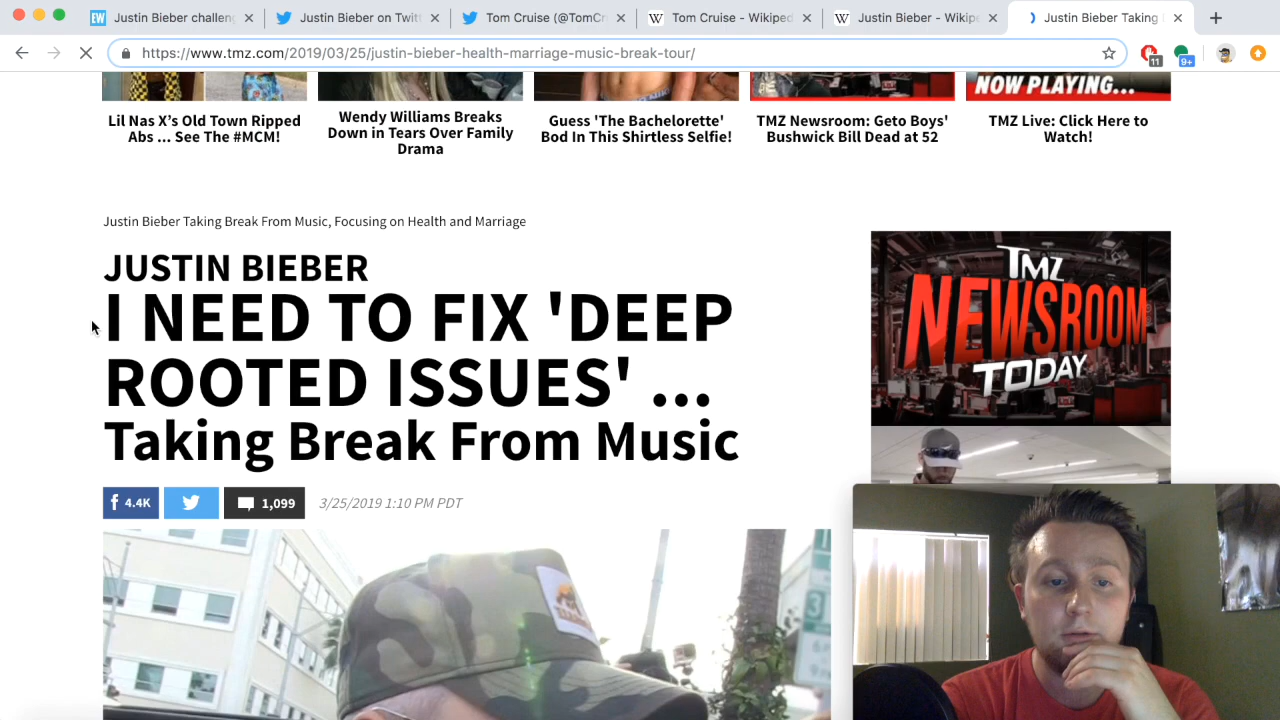 EW Justin Bieber challeng
Justin Bieber on Twitt
Tom Cruise (@TomCr
W Tom Cruise - Wikiped
W Justin Bieber - Wikip
Justin Bieber Taking
https://www.tmz.com/2019/03/25/justin-bieber-health-marriage-music-break-tour/
11
9+
NOW PLAYING...
Lil Nas X's Old Town Ripped
Abs ... See The #MCM!
Wendy Williams Breaks
Down in Tears Over Family
Drama
Guess 'The Bachelorette'
Bod In This Shirtless Selfie!
TMZ Newsroom: Geto Boys'
Bushwick Bill Dead at 52
TMZ Live: Click Here to
Watch!
Justin Bieber Taking Break From Music, Focusing on Health and Marriage
JUSTIN BIEBER
I NEED TO FIX 'DEEP
ROOTED ISSUES' ...
Taking Break From Music
f 4.4K
1,099
3/25/2019 1:10 PM PDT
TMZ
NEWSROOM
TODAY